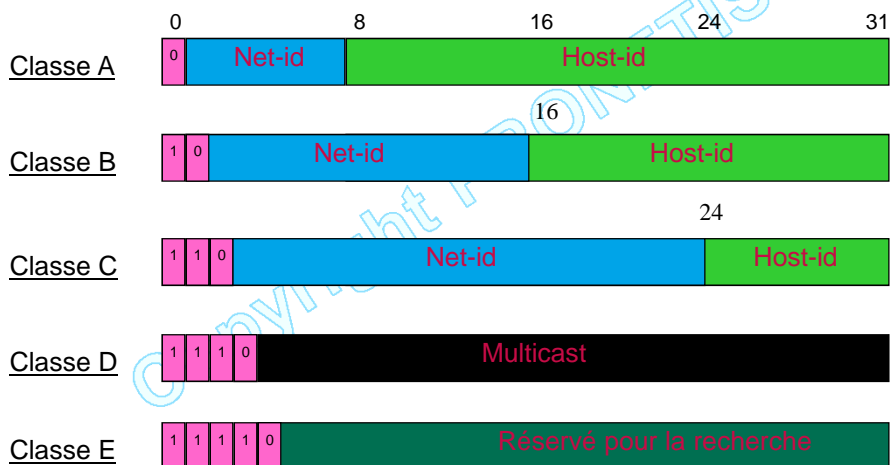 0 8 16 24 31
Classe A 0 Net-id Host-id
16
Classe B 1 0 Net-id Host-id
24
Classe C 1 1 0 Net-id Host-id
Classe D 1 1 1 0 Multicast
Classe E 1 1 1 1 0 Réservé pour la recherche